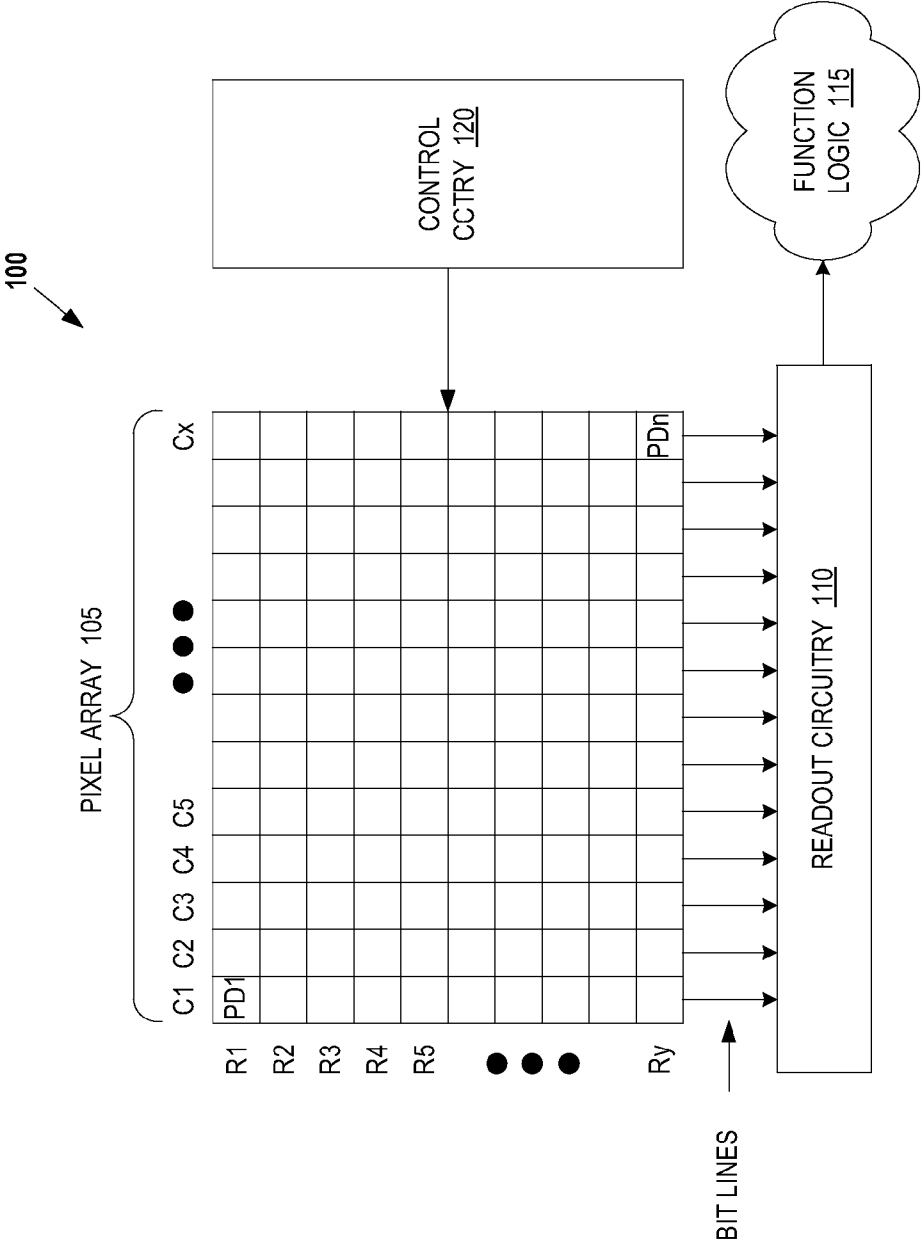 100
PIXEL ARRAY 105
C1 C2 C3 C4 C5 Cx
R1
R2
R3
R4
R5
Ry
PD1
PDn
CONTROL
CCTRY 120
BIT LINES
READOUT CIRCUITRY 110
FUNCTION
LOGIC 115